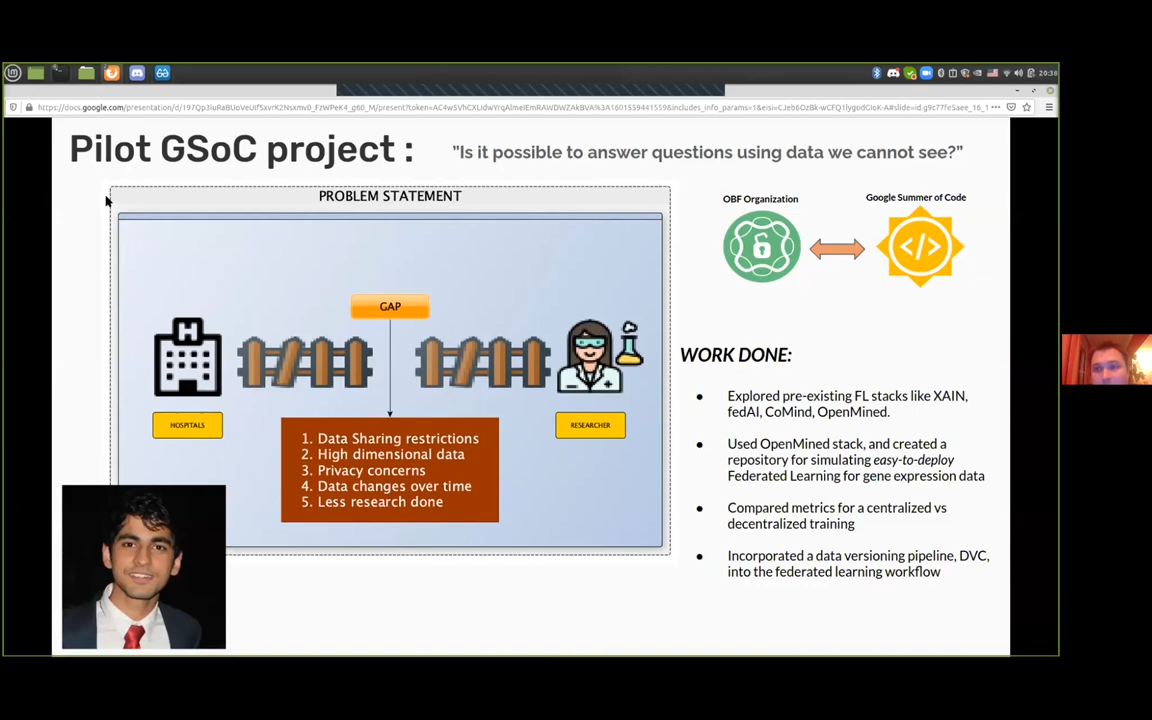 20:38
Pilot GSoC project :
"Is it possible to answer questions using data we cannot see?"
PROBLEM STATEMENT
GAP
HOSPITALS
RESEARCHER
1. Data Sharing restrictions
2. High dimensional data
3. Privacy concerns
4. Data changes over time
5. Less research done
OBF Organization
Google Summer of Code
</>
WORK DONE:
Explored pre-existing FL stacks like XAIN,
fedAI, CoMind, OpenMined.
Used OpenMined stack, and created a
repository for simulating easy-to-deploy
Federated Learning for gene expression data
Compared metrics for a centralized vs
decentralized training
Incorporated a data versioning pipeline, DVC,
into the federated learning workflow